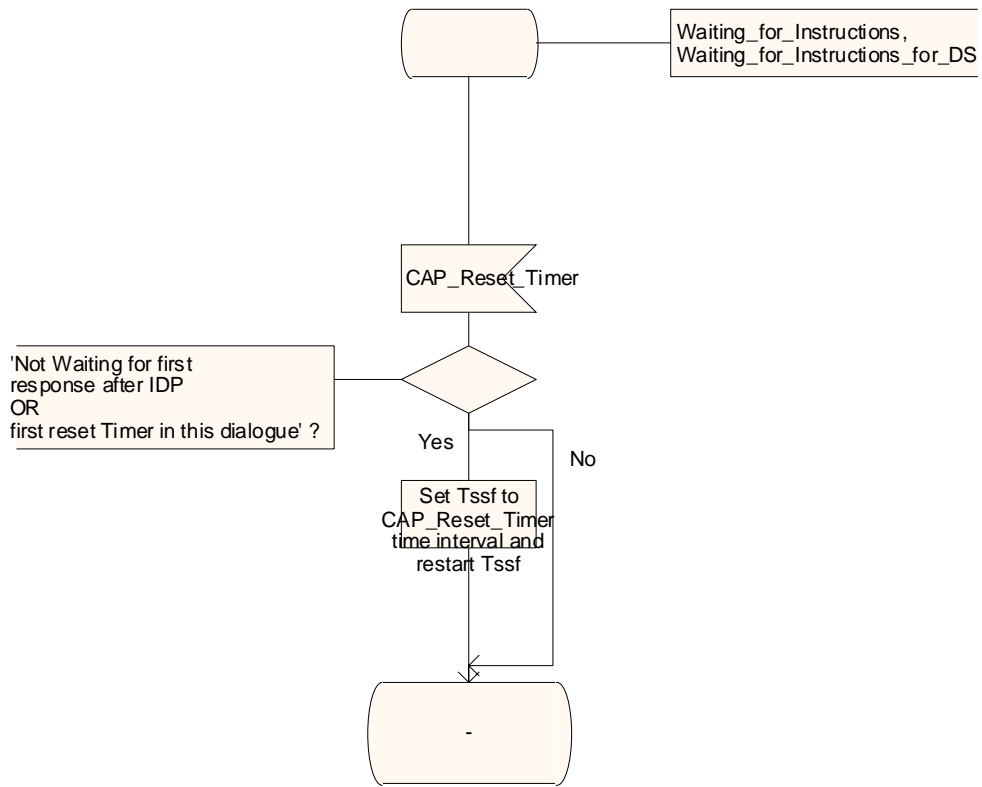 Waiting_for_Instructions,
Waiting_for_Instructions_for_DS
CAP_Reset_Timer
'Not Waiting for first
response after IDP
OR
first reset Timer in this dialogue' ?
Yes
No
Set Tssf to
CAP_Reset_Timer
time interval and
restart Tssf
-